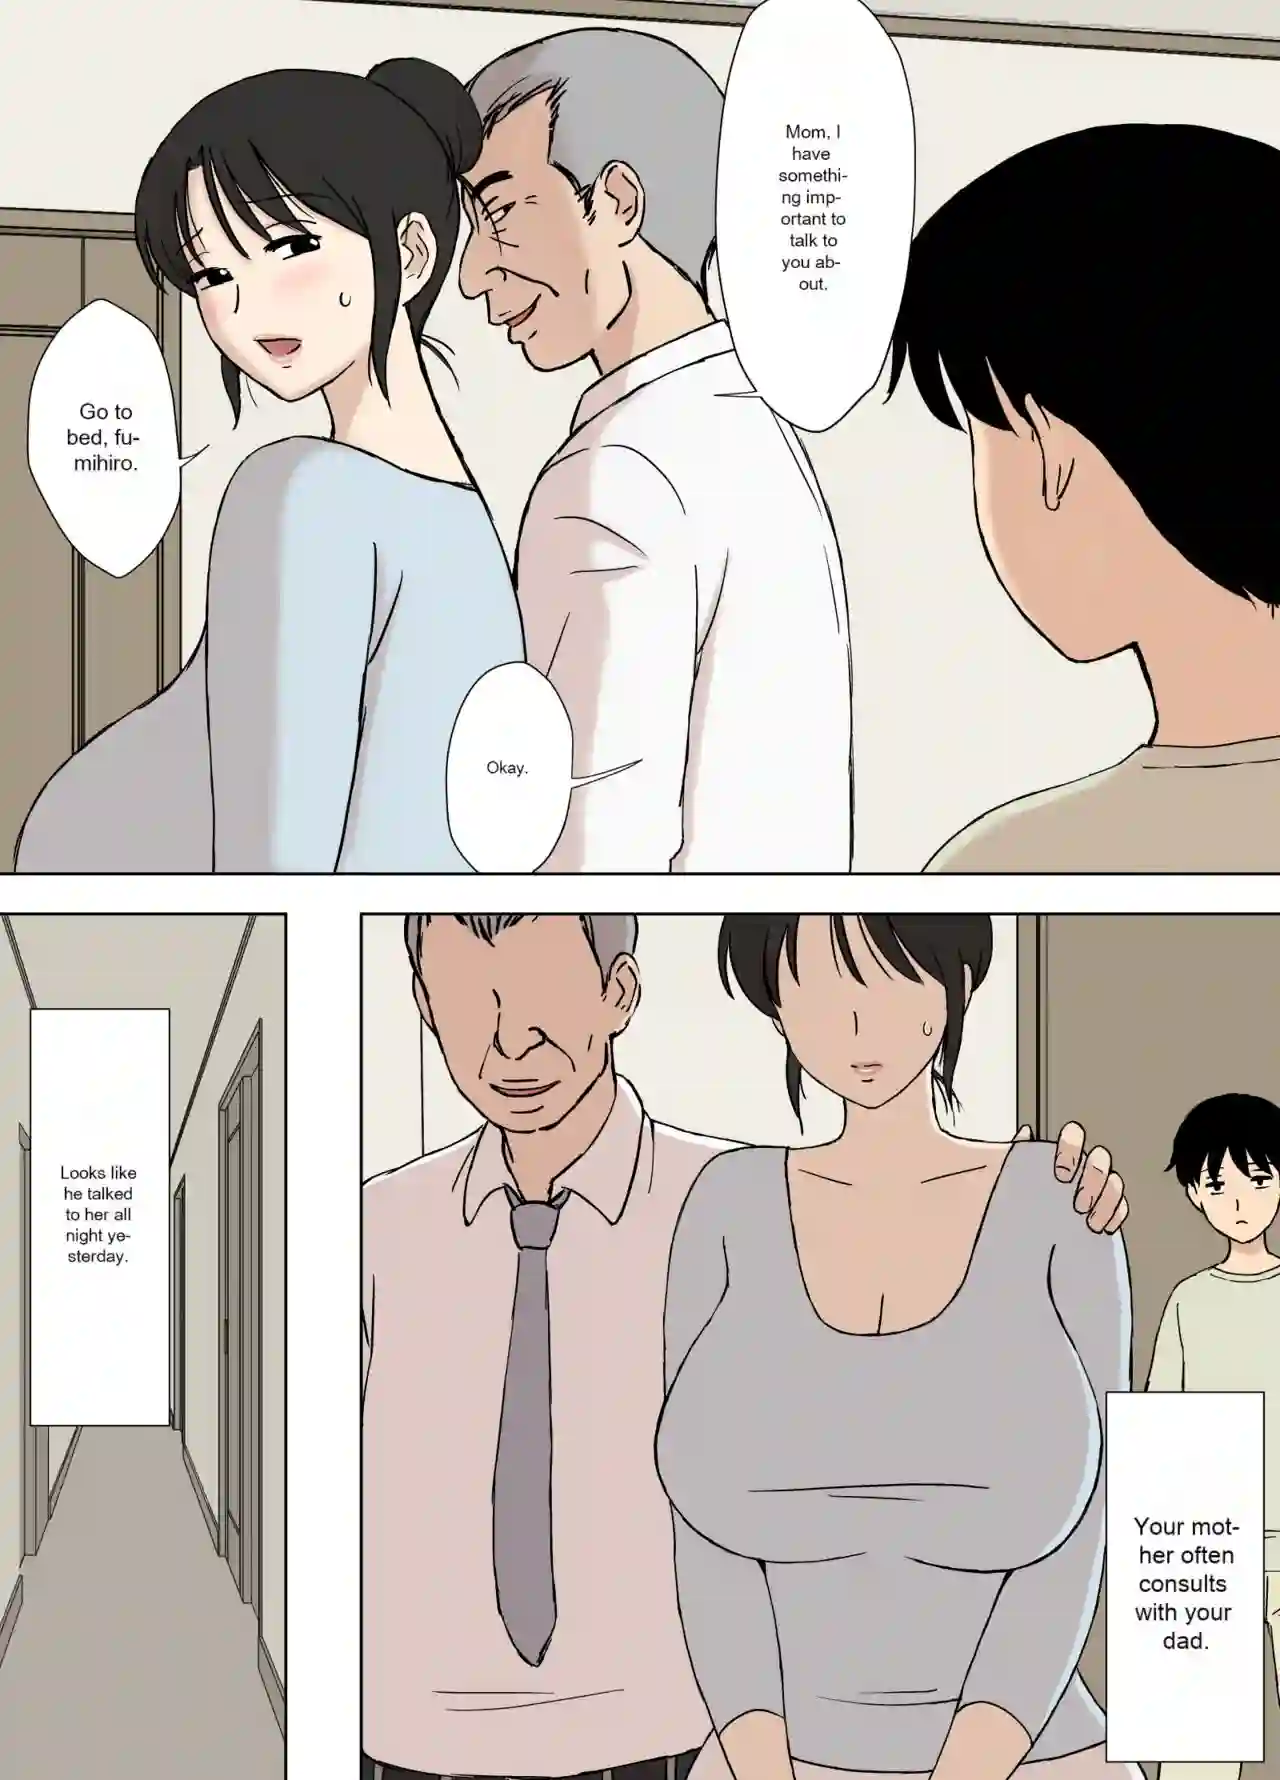 Mom, I
have
somethi-
ng imp-
ortant to
talk to
you ab-
out.
Go to
bed, fu-
mihiro.
Okay.
Looks like
he talked
to her all
night ye-
sterday.
Your mot-
her often
consults
with your
dad.